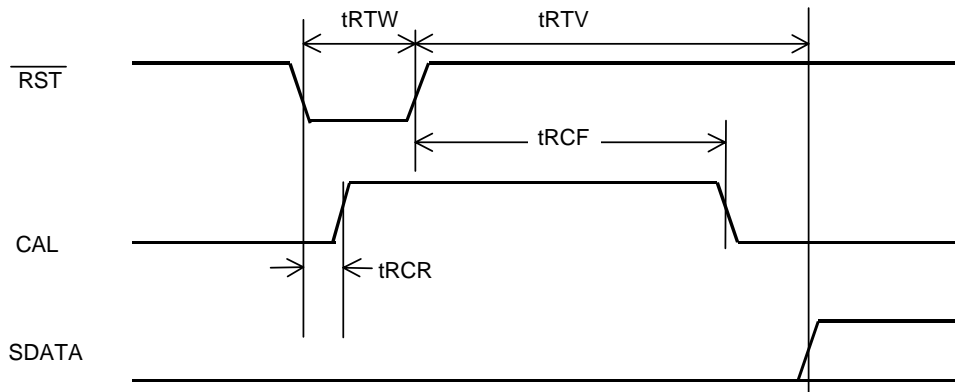 tRTW
tRTV
RST
tRCF
CAL
tRCR
SDATA